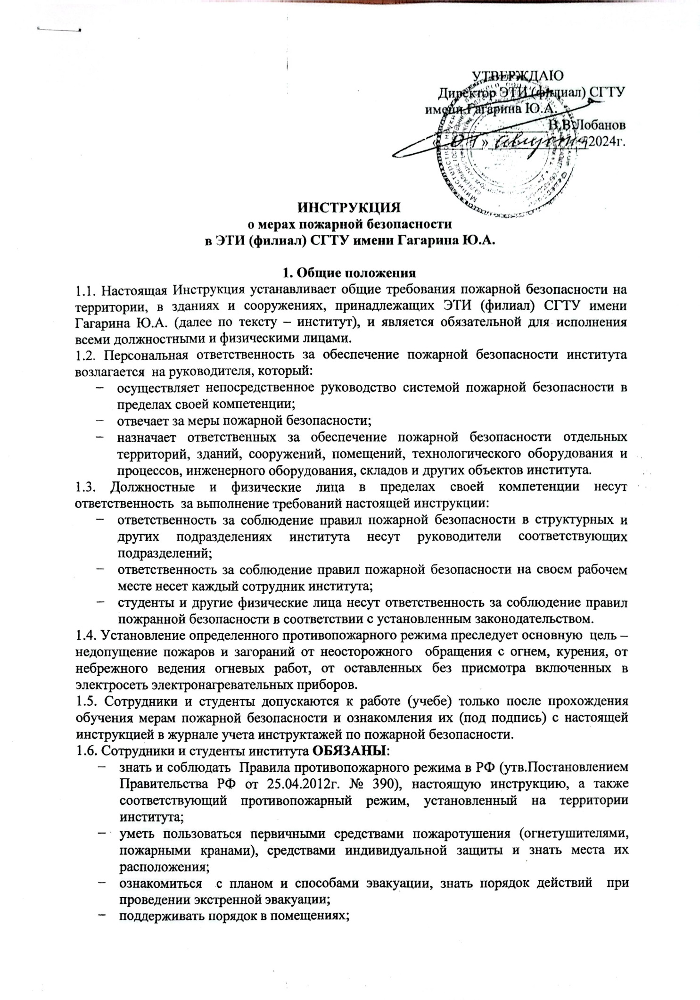 УТВЕРЖДАЮ
Директор ЭТИ (филиал) СГТУ
имени Гагарина Ю.А.
В.В.Лобанов
« » августа 2024г.
ИНСТРУКЦИЯ
о мерах пожарной безопасности
в ЭТИ (филиал) СГТУ имени Гагарина Ю.А.
1. Общие положения
1.1. Настоящая Инструкция устанавливает общие требования пожарной безопасности на
территории, в зданиях и сооружениях, принадлежащих ЭТИ (филиал) СГТУ имени
Гагарина Ю.А. (далее по тексту – институт), и является обязательной для исполнения
всеми должностными и физическими лицами.
1.2. Персональная ответственность за обеспечение пожарной безопасности института
возлагается на руководителя, который:
− осуществляет непосредственное руководство системой пожарной безопасности в
пределах своей компетенции;
− отвечает за меры пожарной безопасности;
− назначает ответственных за обеспечение пожарной безопасности отдельных
территорий, зданий, сооружений, помещений, технологического оборудования и
процессов, инженерного оборудования, складов и других объектов института.
1.3. Должностные и физические лица в пределах своей компетенции несут
ответственность за выполнение требований настоящей инструкции:
− ответственность за соблюдение правил пожарной безопасности в структурных и
других подразделениях института несут руководители соответствующих
подразделений;
− ответственность за соблюдение правил пожарной безопасности на своем рабочем
месте несет каждый сотрудник института;
− студенты и другие физические лица несут ответственность за соблюдение правил
пожранной безопасности в соответствии с установленным законодательством.
1.4. Установление определенного противопожарного режима преследует основную цель –
недопущение пожаров и загораний от неосторожного обращения с огнем, курения, от
небрежного ведения огневых работ, от оставленных без присмотра включенных в
электросеть электронагревательных приборов.
1.5. Сотрудники и студенты допускаются к работе (учебе) только после прохождения
обучения мерам пожарной безопасности и ознакомления их (под подпись) с настоящей
инструкцией в журнале учета инструктажей по пожарной безопасности.
1.6. Сотрудники и студенты института ОБЯЗАНЫ:
− знать и соблюдать Правила противопожарного режима в РФ (утв.Постановлением
Правительства РФ от 25.04.2012г. № 390), настоящую инструкцию, а также
соответствующий противопожарный режим, установленный на территории
института;
− уметь пользоваться первичными средствами пожаротушения (огнетушителями,
пожарными кранами), средствами индивидуальной защиты и знать места их
расположения;
− ознакомиться с планом и способами эвакуации, знать порядок действий при
проведении экстренной эвакуации;
− поддерживать порядок в помещениях;